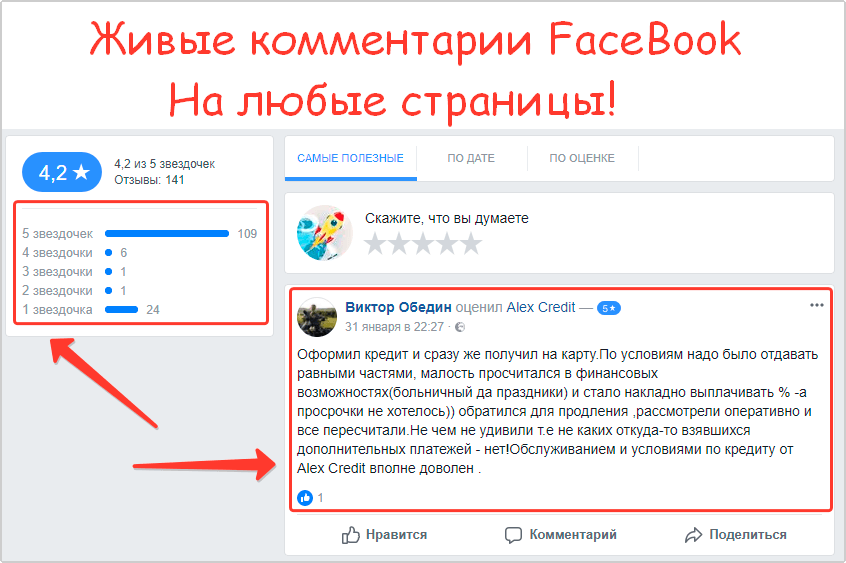 Живые комментарии FaceBook
На любые страницы!
4,2 ★
4,2 из 5 звездочек
Отзывы: 141
5 звездочек 109
4 звездочки 6
3 звездочки 1
2 звездочки 1
1 звездочка 24
САМЫЕ ПОЛЕЗНЫЕ ПО ДАТЕ ПО ОЦЕНКЕ
Скажите, что вы думаете
Виктор Обедин оценил Alex Credit — 5★
31 января в 22:27 ·
Оформил кредит и сразу же получил на карту.По условиям надо было отдавать
равными частями, малость просчитался в финансовых
возможностях(больничный да праздники) и стало накладно выплачивать % -а
просрочки не хотелось)) обратился для продления ,рассмотрели оперативно и
все пересчитали.Не чем не удивили т.е не каких откуда-то взявшихся
дополнительных платежей - нет!Обслуживанием и условиями по кредиту от
Alex Credit вполне доволен .
1
Нравится Комментарий Поделиться